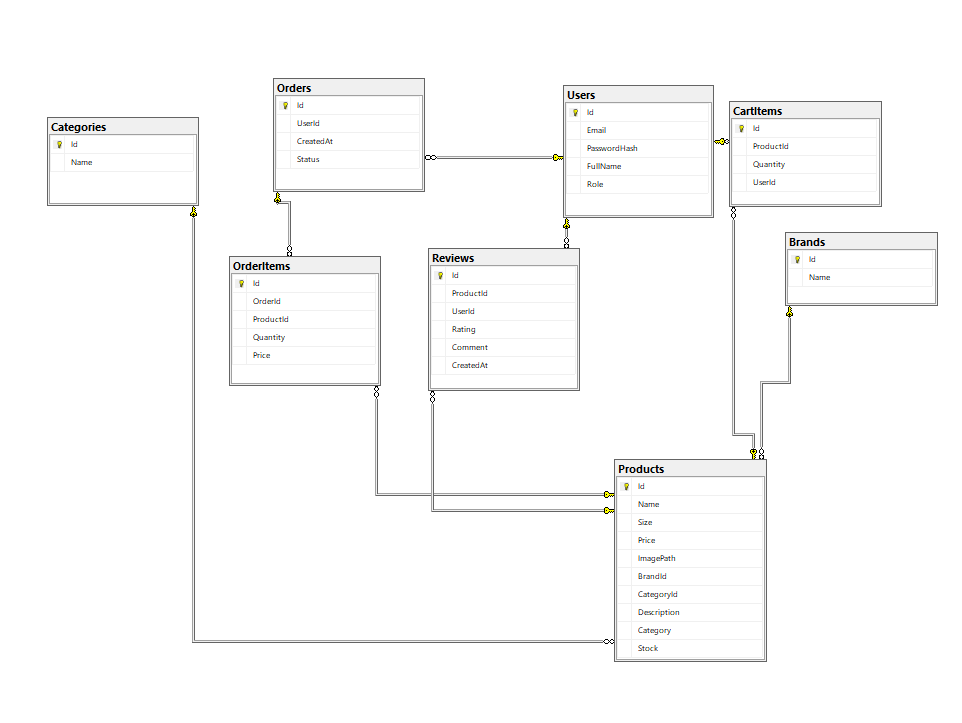 Categories
Id
Name
Orders
Id
UserId
CreatedAt
Status
Users
Id
Email
PasswordHash
FullName
Role
CartItems
Id
ProductId
Quantity
UserId
OrderItems
Id
OrderId
ProductId
Quantity
Price
Reviews
Id
ProductId
UserId
Rating
Comment
CreatedAt
Brands
Id
Name
Products
Id
Name
Size
Price
ImagePath
BrandId
CategoryId
Description
Category
Stock